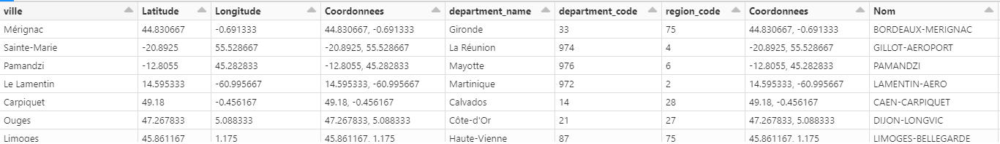 ville Latitude Longitude Coordonnees department_name department_code region_code Coordonnees Nom
Mérignac 44.830667 -0.691333 44.830667, -0.691333 Gironde 33 75 44.830667, -0.691333 BORDEAUX-MERIGNAC
Sainte-Marie -20.8925 55.528667 -20.8925, 55.528667 La Réunion 974 4 -20.8925, 55.528667 GILLOT-AEROPORT
Pamandzi -12.8055 45.282833 -12.8055, 45.282833 Mayotte 976 6 -12.8055, 45.282833 PAMANDZI
Le Lamentin 14.595333 -60.995667 14.595333, -60.995667 Martinique 972 2 14.595333, -60.995667 LAMENTIN-AERO
Carpiquet 49.18 -0.456167 49.18, -0.456167 Calvados 14 28 49.18, -0.456167 CAEN-CARPIQUET
Ouges 47.267833 5.088333 47.267833, 5.088333 Côte-d'Or 21 27 47.267833, 5.088333 DIJON-LONGVIC
Limoges 45.861167 1.175 45.861167, 1.175 Haute-Vienne 87 75 45.861167, 1.175 LIMOGES-BELLEGARDE